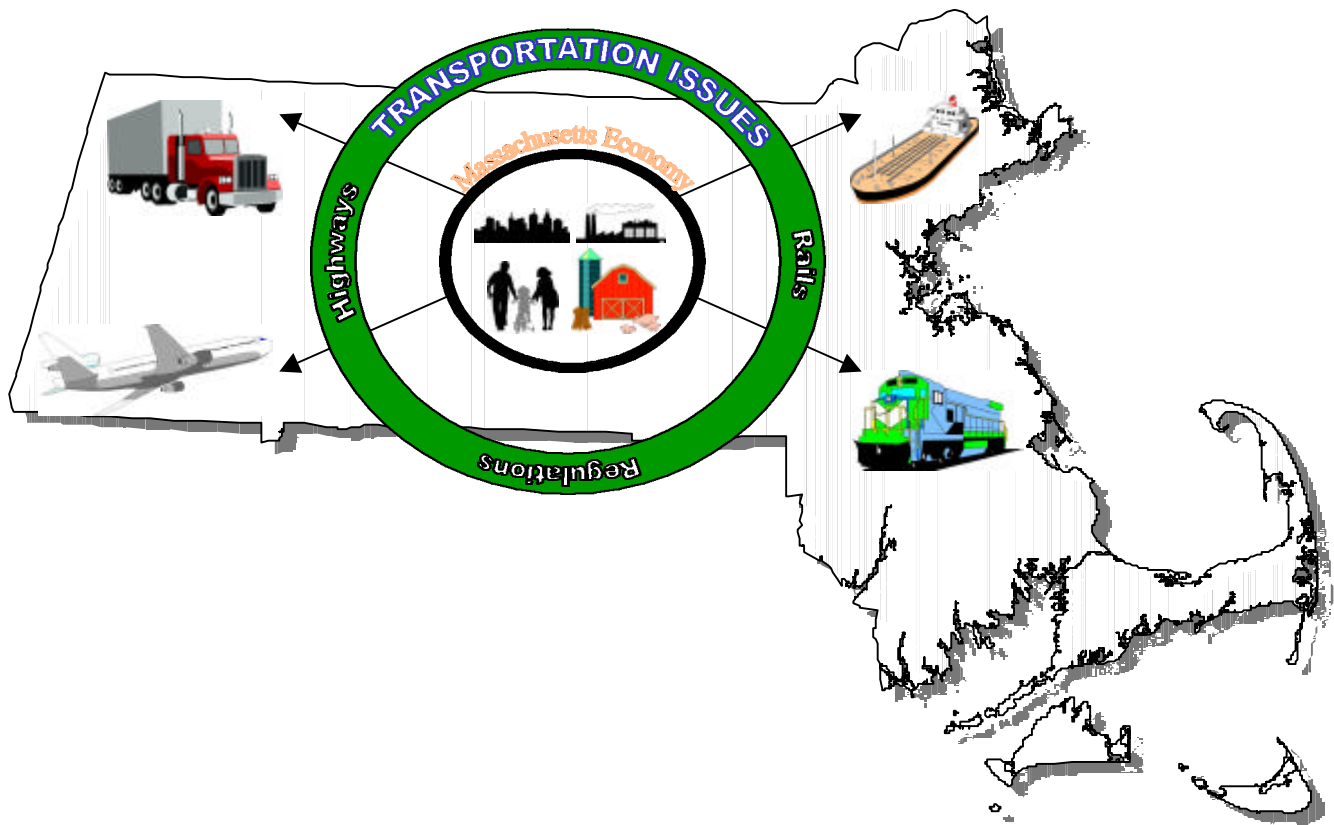 TRANSPORTATION ISSUES
Massachusetts Economy
Highways
Rails
Regulations